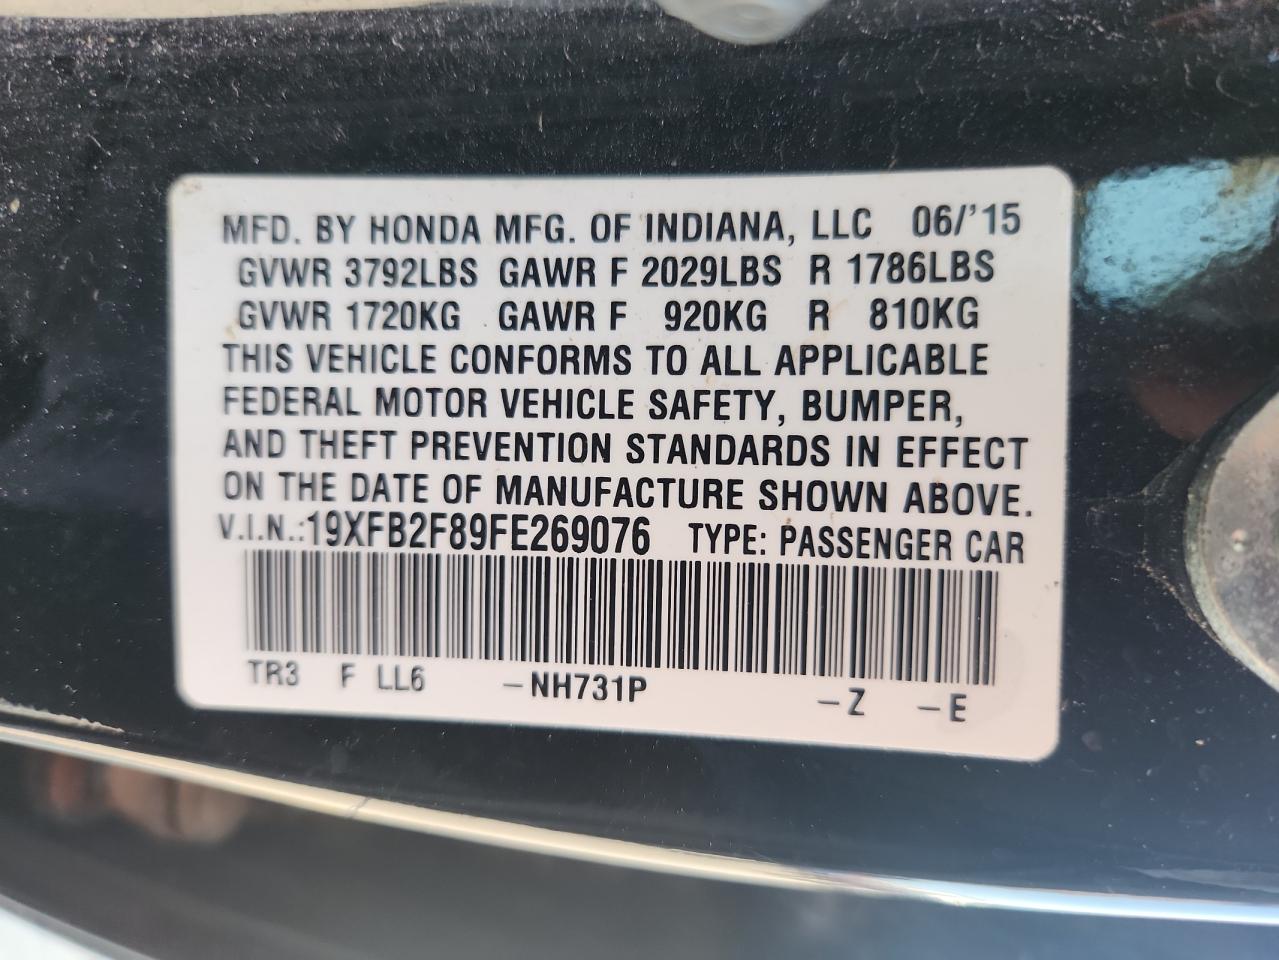 MFD. BY HONDA MFG. OF INDIANA, LLC 06/'15
GVWR 3792LBS GAWR F 2029LBS R 1786LBS
GVWR 1720KG GAWR F 920KG R 810KG
THIS VEHICLE CONFORMS TO ALL APPLICABLE
FEDERAL MOTOR VEHICLE SAFETY, BUMPER,
AND THEFT PREVENTION STANDARDS IN EFFECT
ON THE DATE OF MANUFACTURE SHOWN ABOVE.
V.I.N.:19XFB2F89FE269076 TYPE: PASSENGER CAR
TR3 F LL6 –NH731P –Z –E